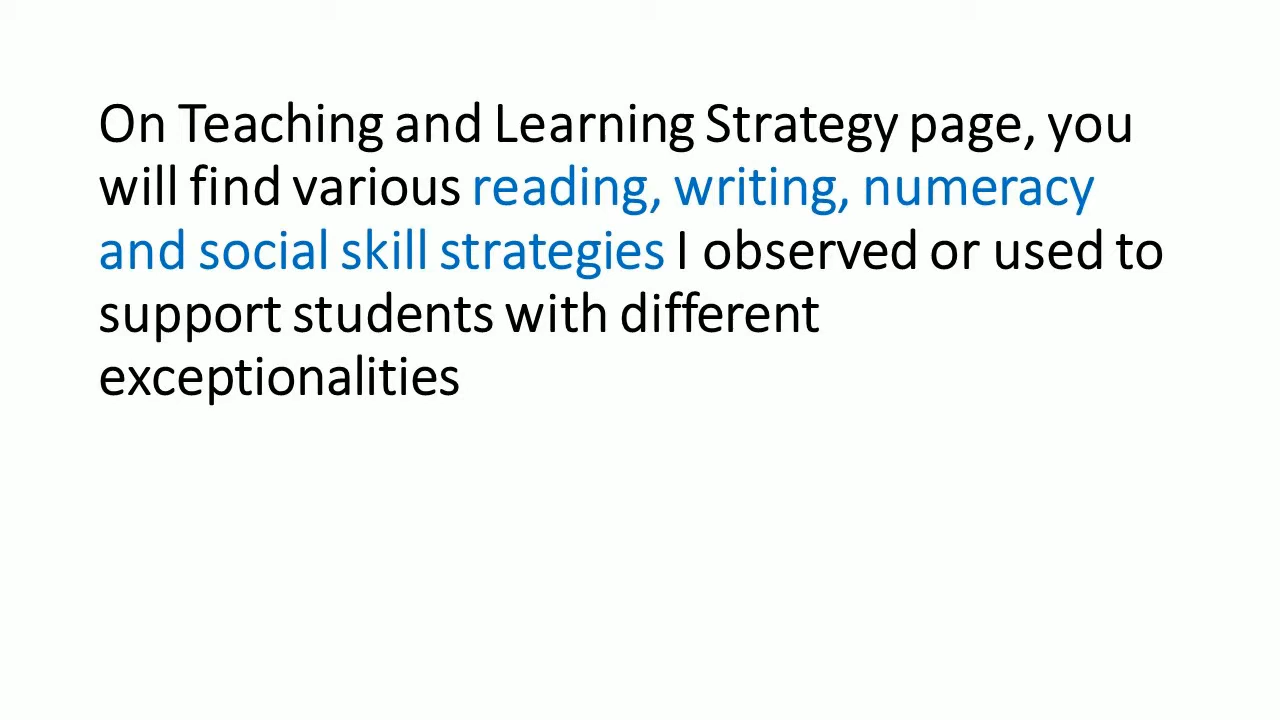 On Teaching and Learning Strategy page, you
will find various reading, writing, numeracy
and social skill strategies I observed or used to
support students with different
exceptionalities